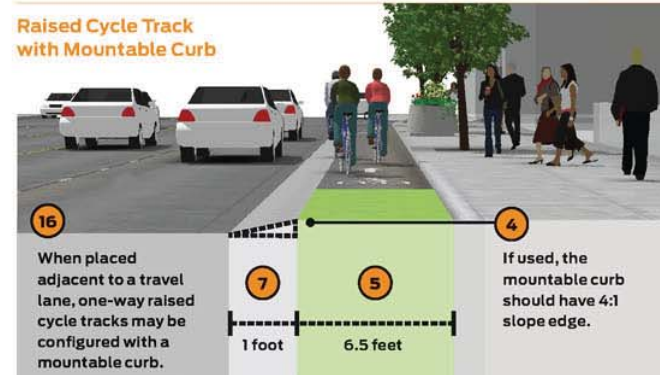 Raised Cycle Track
with Mountable Curb
16
When placed
adjacent to a travel
lane, one-way raised
cycle tracks may be
configured with a
mountable curb.
7
1 foot
5
6.5 feet
4
If used, the
mountable curb
should have 4:1
slope edge.